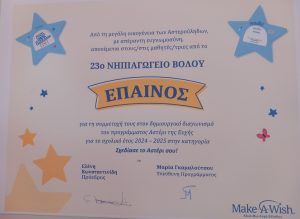 Από τη μεγάλη οικογένεια των Αστερούληδων,
με απέραντη ευγνωμοσύνη,
απονέμεται στους/στις μαθητές/τριες από το
23ο ΝΗΠΙΑΓΩΓΕΙΟ ΒΟΛΟΥ
ΕΠΑΙΝΟΣ
για τη συμμετοχή τους στον δημιουργικό διαγωνισμό
του προγράμματος Αστέρι της Ευχής
για το σχολικό έτος 2024 – 2025 στην κατηγορία
Σχεδίασε το Αστέρι σου!
Ελένη
Κωνσταντινίδη
Πρόεδρος
Μαρία Γκαμαλούτσου
Υπεύθυνη Προγράμματος
Make-A-Wish